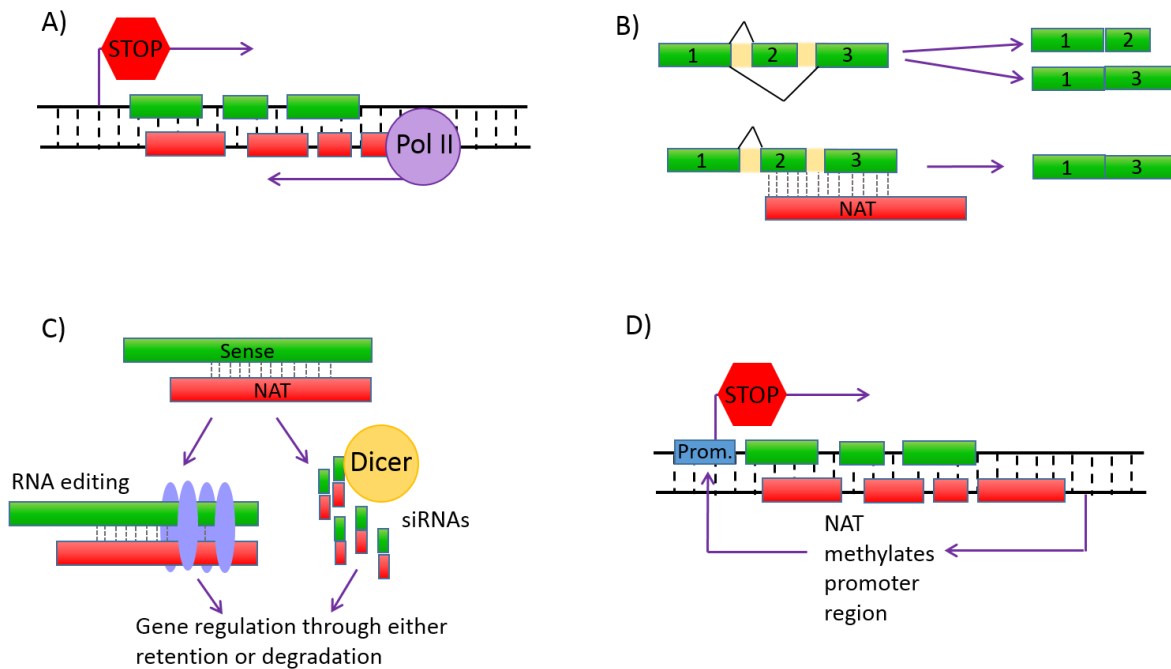 A)
STOP
Pol II
B)
1 2 3
1 2
1 3
1 2 3
NAT
1 3
C)
Sense
NAT
RNA editing
Dicer
siRNAs
Gene regulation through either
retention or degradation
D)
STOP
Prom.
NAT
methylates
promoter
region